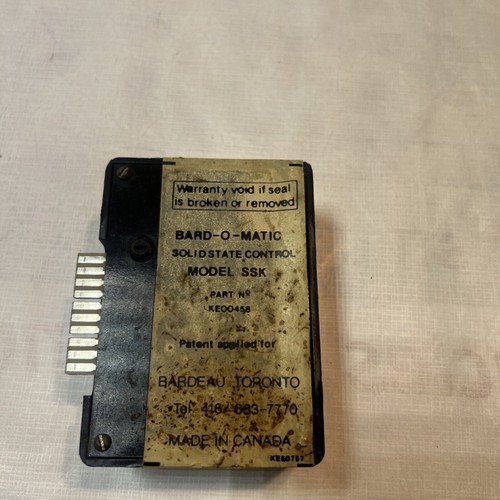 Warranty void if seal
is broken or removed
BARD-O-MATIC
SOLID STATE CONTROL
MODEL SSK
PART Nº
KE00458
Patent applied for
BARDEAU TORONTO
Tel 416/ 663-7770
MADE IN CANADA
KE50757